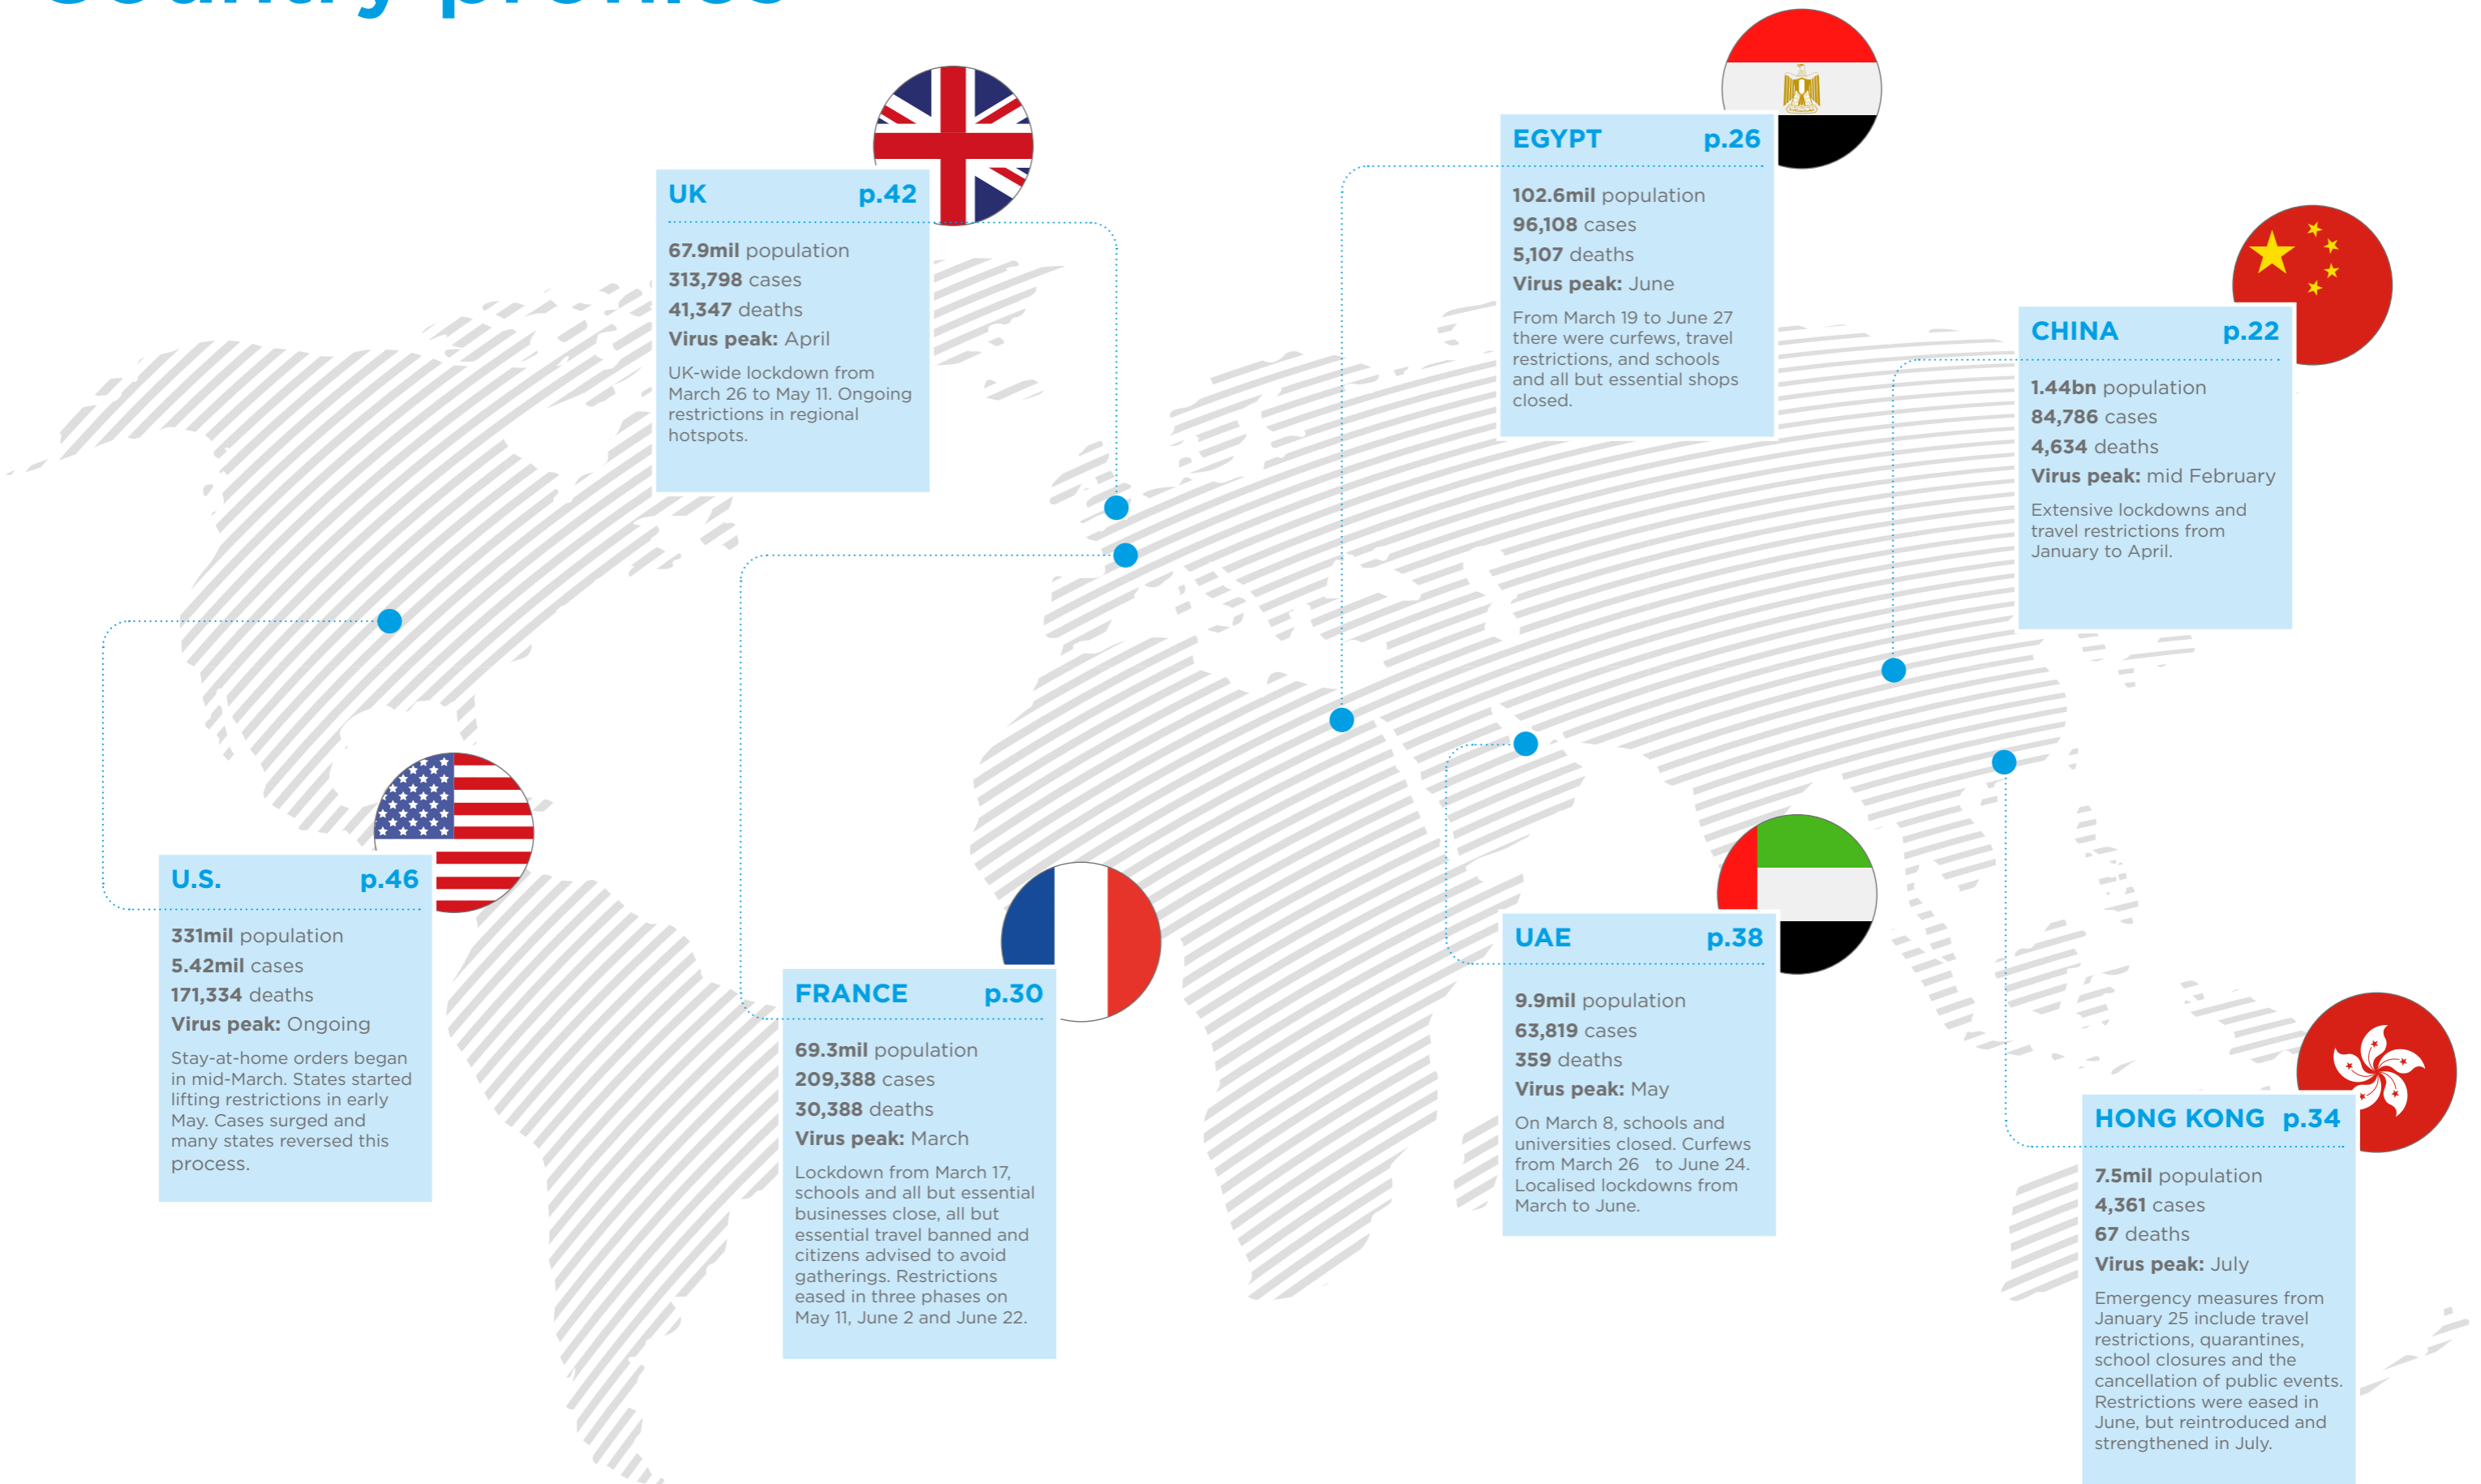 Country profiles
UK p.42
67.9mil population
313,798 cases
41,347 deaths
Virus peak: April
UK-wide lockdown from
March 26 to May 11. Ongoing
restrictions in regional
hotspots.
EGYPT p.26
102.6mil population
96,108 cases
5,107 deaths
Virus peak: June
From March 19 to June 27
there were curfews, travel
restrictions, and schools
and all but essential shops
closed.
CHINA p.22
1.44bn population
84,786 cases
4,634 deaths
Virus peak: mid February
Extensive lockdowns and
travel restrictions from
January to April.
U.S. p.46
331mil population
5.42mil cases
171,334 deaths
Virus peak: Ongoing
Stay-at-home orders began
in mid-March. States started
lifting restrictions in early
May. Cases surged and
many states reversed this
process.
FRANCE p.30
69.3mil population
209,388 cases
30,388 deaths
Virus peak: March
Lockdown from March 17,
schools and all but essential
businesses close, all but
essential travel banned and
citizens advised to avoid
gatherings. Restrictions
eased in three phases on
May 11, June 2 and June 22.
UAE p.38
9.9mil population
63,819 cases
359 deaths
Virus peak: May
On March 8, schools and
universities closed. Curfews
from March 26 to June 24.
Localised lockdowns from
March to June.
HONG KONG p.34
7.5mil population
4,361 cases
67 deaths
Virus peak: July
Emergency measures from
January 25 include travel
restrictions, quarantines,
school closures and the
cancellation of public events.
Restrictions were eased in
June, but reintroduced and
strengthened in July.